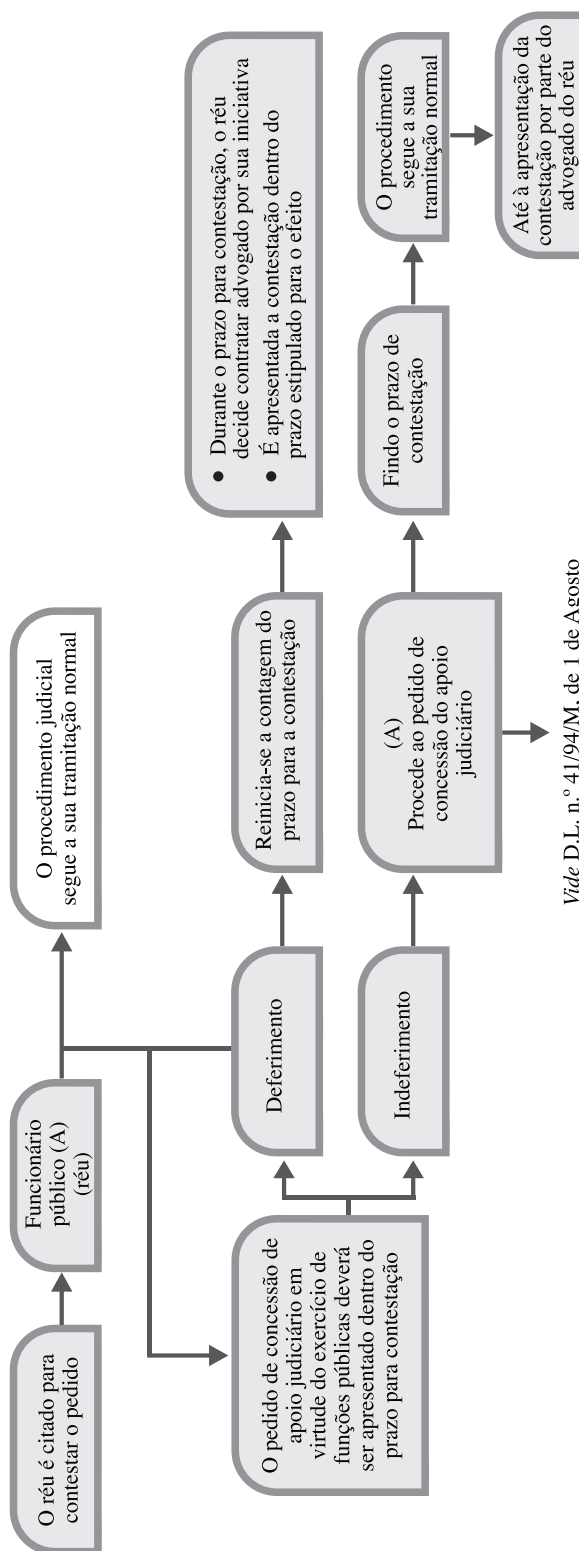 O réu é citado para
contestar o pedido
Funcionário
público (A)
(réu)
O procedimento judicial
segue a sua tramitação normal
O pedido de concessão de
apoio judiciário em
virtude do exercício de
funções públicas deverá
ser apresentado dentro do
prazo para contestação
Deferimento
Reinicia-se a contagem do
prazo para a contestação
• Durante o prazo para contestação, o réu
decide contratar advogado por sua iniciativa
• É apresentada a contestação dentro do
prazo estipulado para o efeito
Indeferimento
(A)
Procede ao pedido de
concessão do apoio
judiciário
Findo o prazo de
contestação
O procedimento
segue a sua
tramitação normal
Até à apresentação da
contestação por parte do
advogado do réu
Vide D.L. n.º 41/94/M, de 1 de Agosto